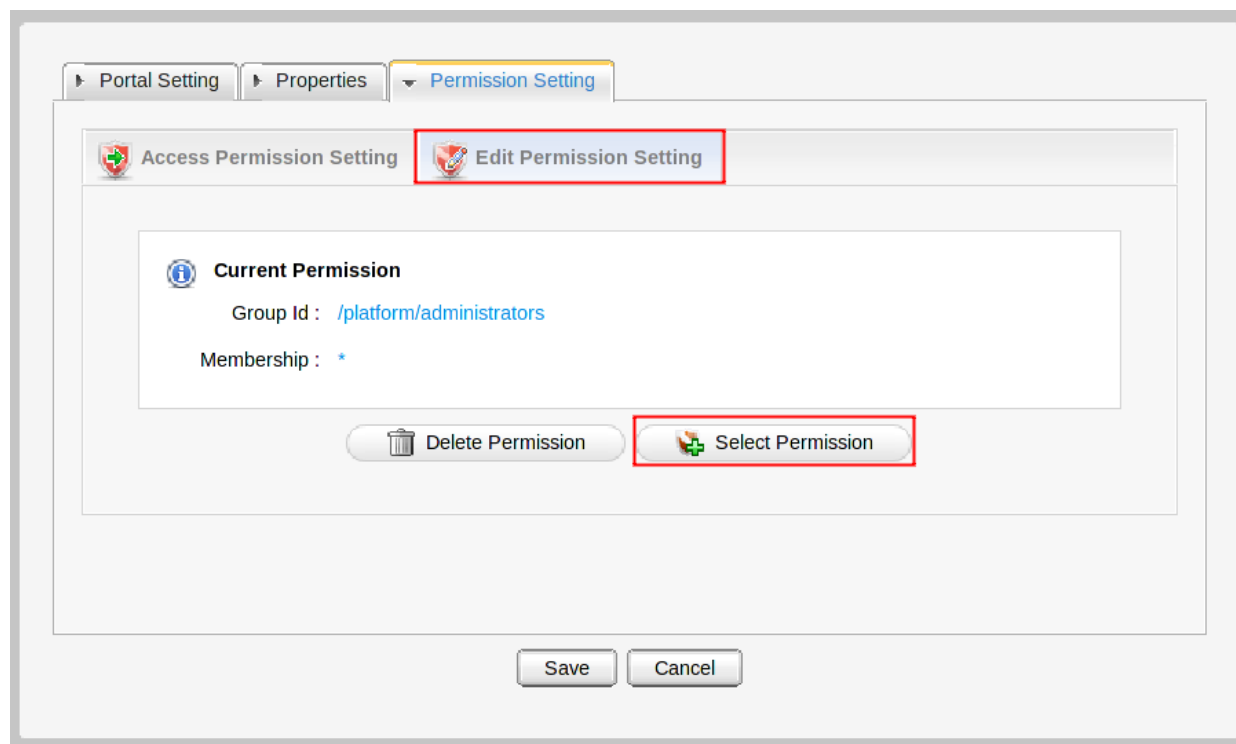 Portal Setting Properties Permission Setting
Access Permission Setting Edit Permission Setting
Current Permission
Group Id : /platform/administrators
Membership : *
Delete Permission Select Permission
Save Cancel